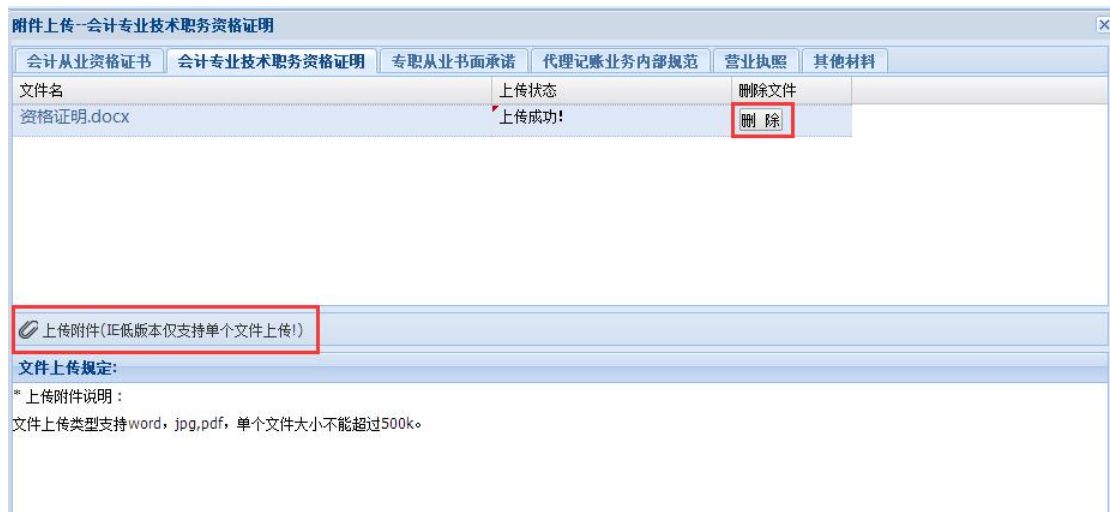 附件上传--会计专业技术职务资格证明
会计从业资格证书 会计专业技术职务资格证明 专职从业书面承诺 代理记账业务内部规范 营业执照 其他材料
文件名 上传状态 删除文件
资格证明.docx 上传成功! 删 除
上传附件(IE低版本仅支持单个文件上传!)
文件上传规定:
* 上传附件说明：
文件上传类型支持word，jpg,pdf，单个文件大小不能超过500k。